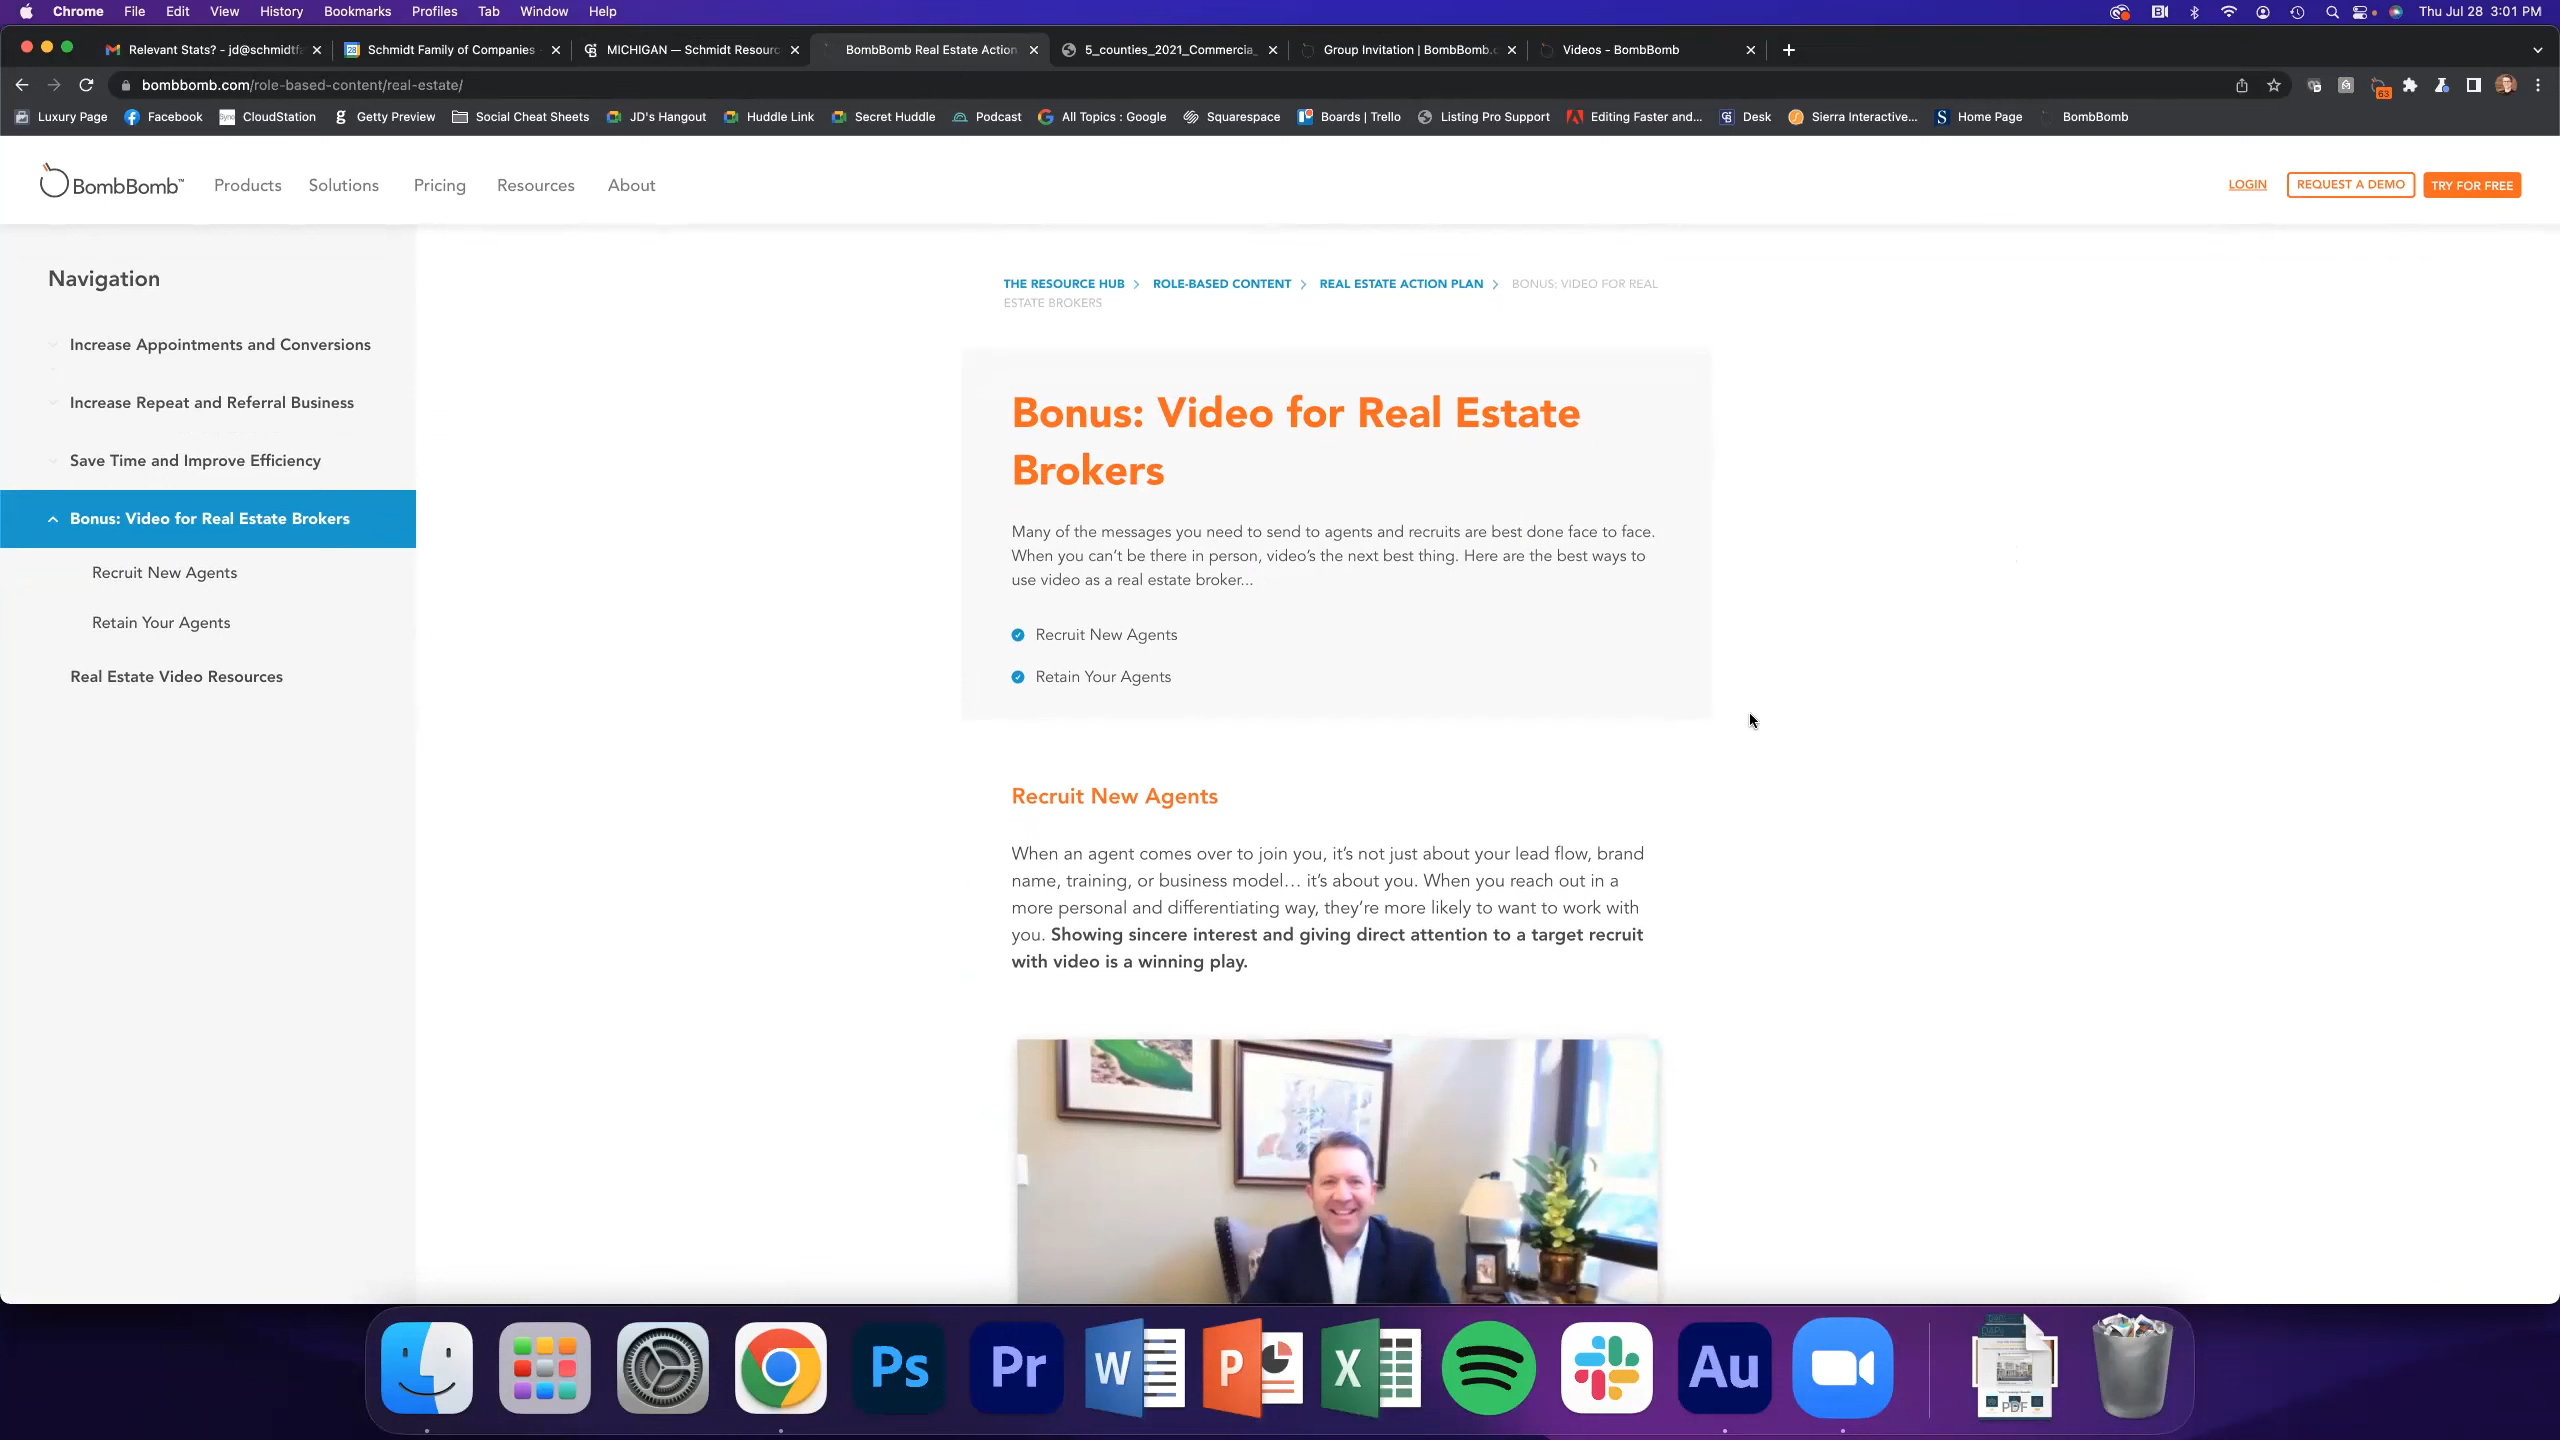 Chrome File Edit View History Bookmarks Profiles Tab Window Help Thu Jul 28 3:01 PM
Relevant Stats? - jd@schmidtf Schmidt Family of Companies MICHIGAN — Schmidt Resourc BombBomb Real Estate Action 5_counties_2021_Commercia_ Group Invitation | BombBomb.c Videos - BombBomb
bombbomb.com/role-based-content/real-estate/
63
Luxury Page Facebook CloudStation Getty Preview Social Cheat Sheets JD's Hangout Huddle Link Secret Huddle Podcast All Topics : Google Squarespace Boards | Trello Listing Pro Support Editing Faster and... Desk Sierra Interactive... Home Page BombBomb
BombBomb™ Products Solutions Pricing Resources About LOGIN REQUEST A DEMO TRY FOR FREE
Navigation
Increase Appointments and Conversions
Increase Repeat and Referral Business
Save Time and Improve Efficiency
Bonus: Video for Real Estate Brokers
Recruit New Agents
Retain Your Agents
Real Estate Video Resources
THE RESOURCE HUB > ROLE-BASED CONTENT > REAL ESTATE ACTION PLAN > BONUS: VIDEO FOR REAL
ESTATE BROKERS
Bonus: Video for Real Estate
Brokers
Many of the messages you need to send to agents and recruits are best done face to face.
When you can't be there in person, video's the next best thing. Here are the best ways to
use video as a real estate broker...
Recruit New Agents
Retain Your Agents
Recruit New Agents
When an agent comes over to join you, it's not just about your lead flow, brand
name, training, or business model... it's about you. When you reach out in a
more personal and differentiating way, they're more likely to want to work with
you. Showing sincere interest and giving direct attention to a target recruit
with video is a winning play.
Ps Pr W P X Au PDF